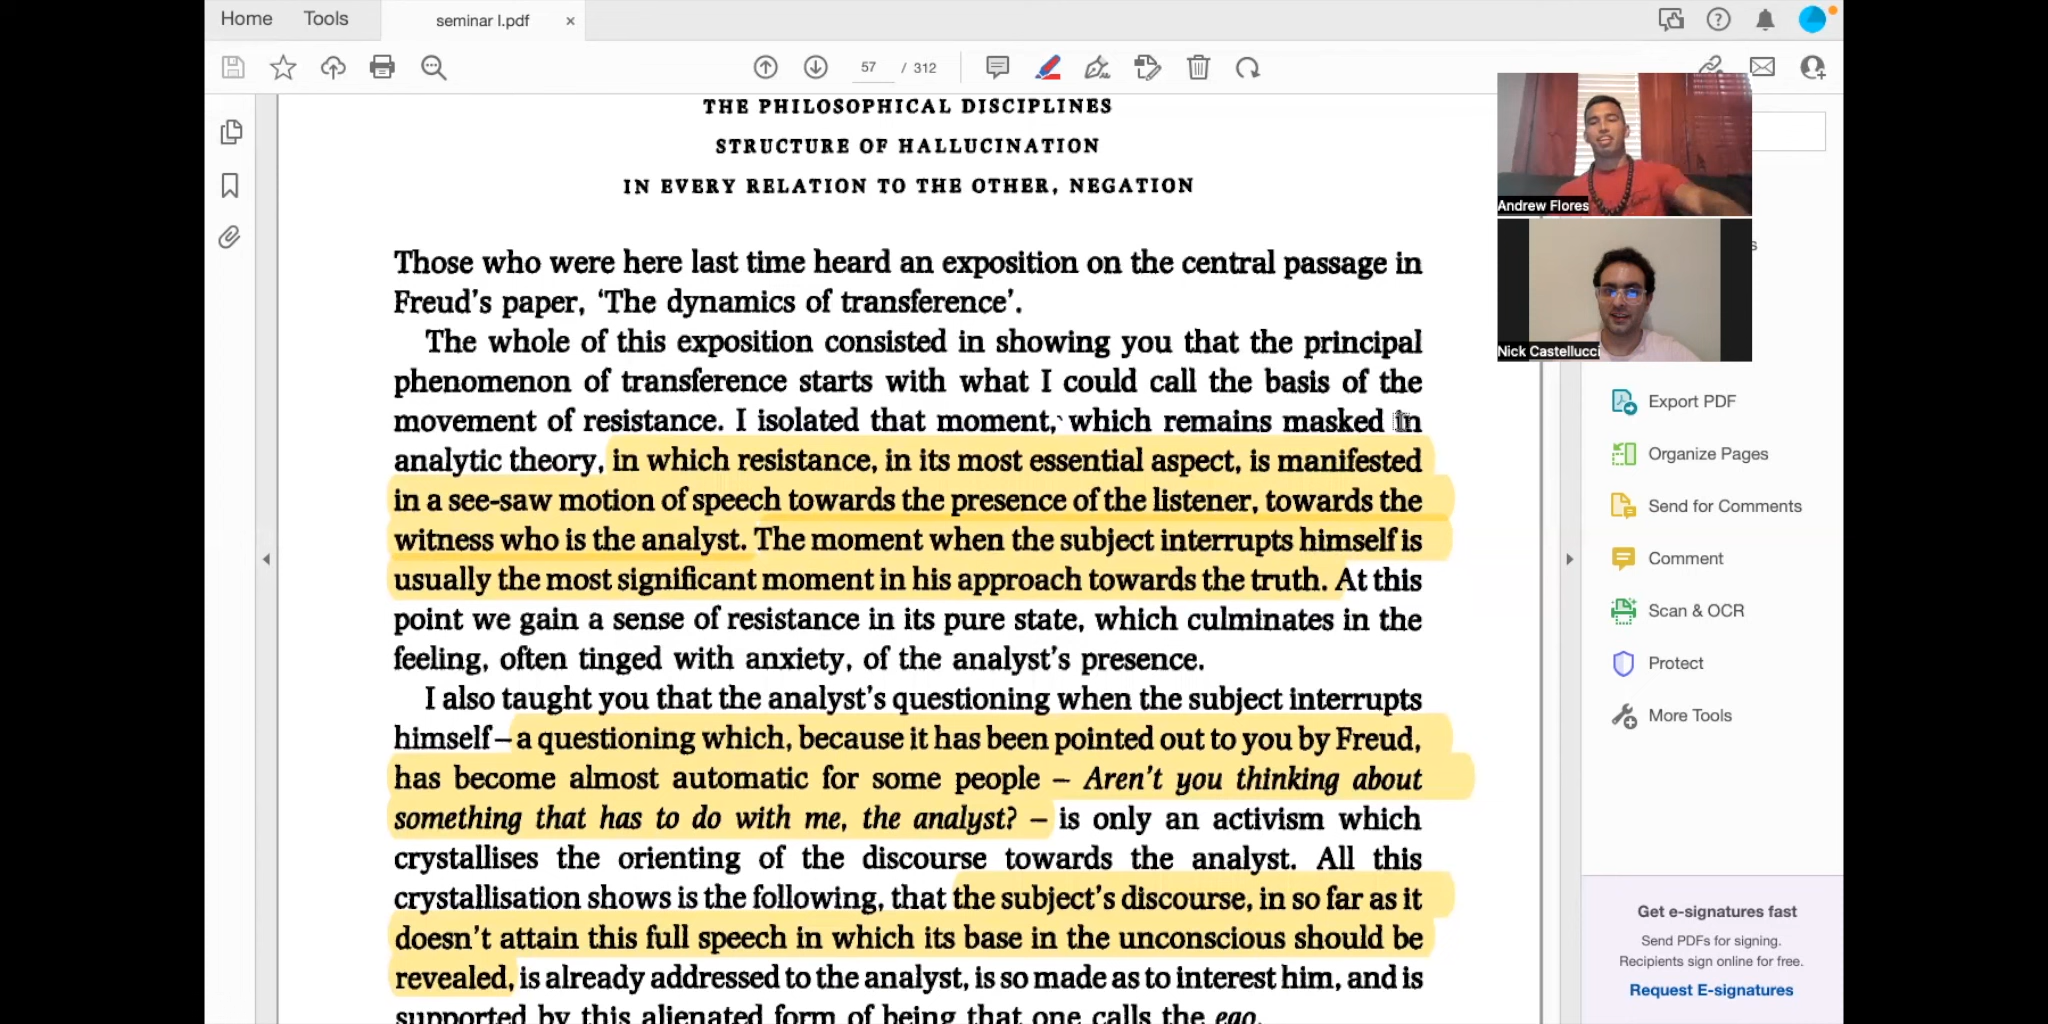 Home Tools seminar I.pdf ×
57 / 312
THE PHILOSOPHICAL DISCIPLINES
STRUCTURE OF HALLUCINATION
IN EVERY RELATION TO THE OTHER, NEGATION
Those who were here last time heard an exposition on the central passage in
Freud's paper, 'The dynamics of transference'.
The whole of this exposition consisted in showing you that the principal
phenomenon of transference starts with what I could call the basis of the
movement of resistance. I isolated that moment, which remains masked in
analytic theory, in which resistance, in its most essential aspect, is manifested
in a see-saw motion of speech towards the presence of the listener, towards the
witness who is the analyst. The moment when the subject interrupts himself is
usually the most significant moment in his approach towards the truth. At this
point we gain a sense of resistance in its pure state, which culminates in the
feeling, often tinged with anxiety, of the analyst's presence.
I also taught you that the analyst's questioning when the subject interrupts
himself – a questioning which, because it has been pointed out to you by Freud,
has become almost automatic for some people – Aren't you thinking about
something that has to do with me, the analyst? – is only an activism which
crystallises the orienting of the discourse towards the analyst. All this
crystallisation shows is the following, that the subject's discourse, in so far as it
doesn't attain this full speech in which its base in the unconscious should be
revealed, is already addressed to the analyst, is so made as to interest him, and is
supported by this alienated form of being that one calls the ego.
Andrew Flores
Nick Castellucci
Export PDF
Organize Pages
Send for Comments
Comment
Scan & OCR
Protect
More Tools
Get e-signatures fast
Send PDFs for signing.
Recipients sign online for free.
Request E-signatures